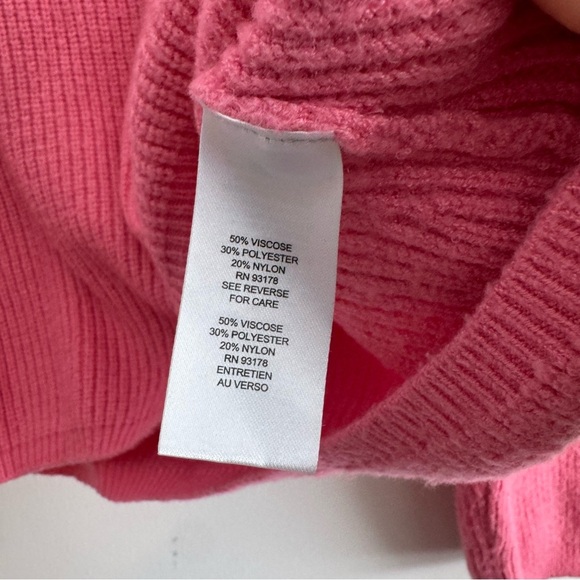 50% VISCOSE
30% POLYESTER
20% NYLON
RN 93178
SEE REVERSE
FOR CARE
50% VISCOSE
30% POLYESTER
20% NYLON
RN 93178
ENTRETIEN
AU VERSO